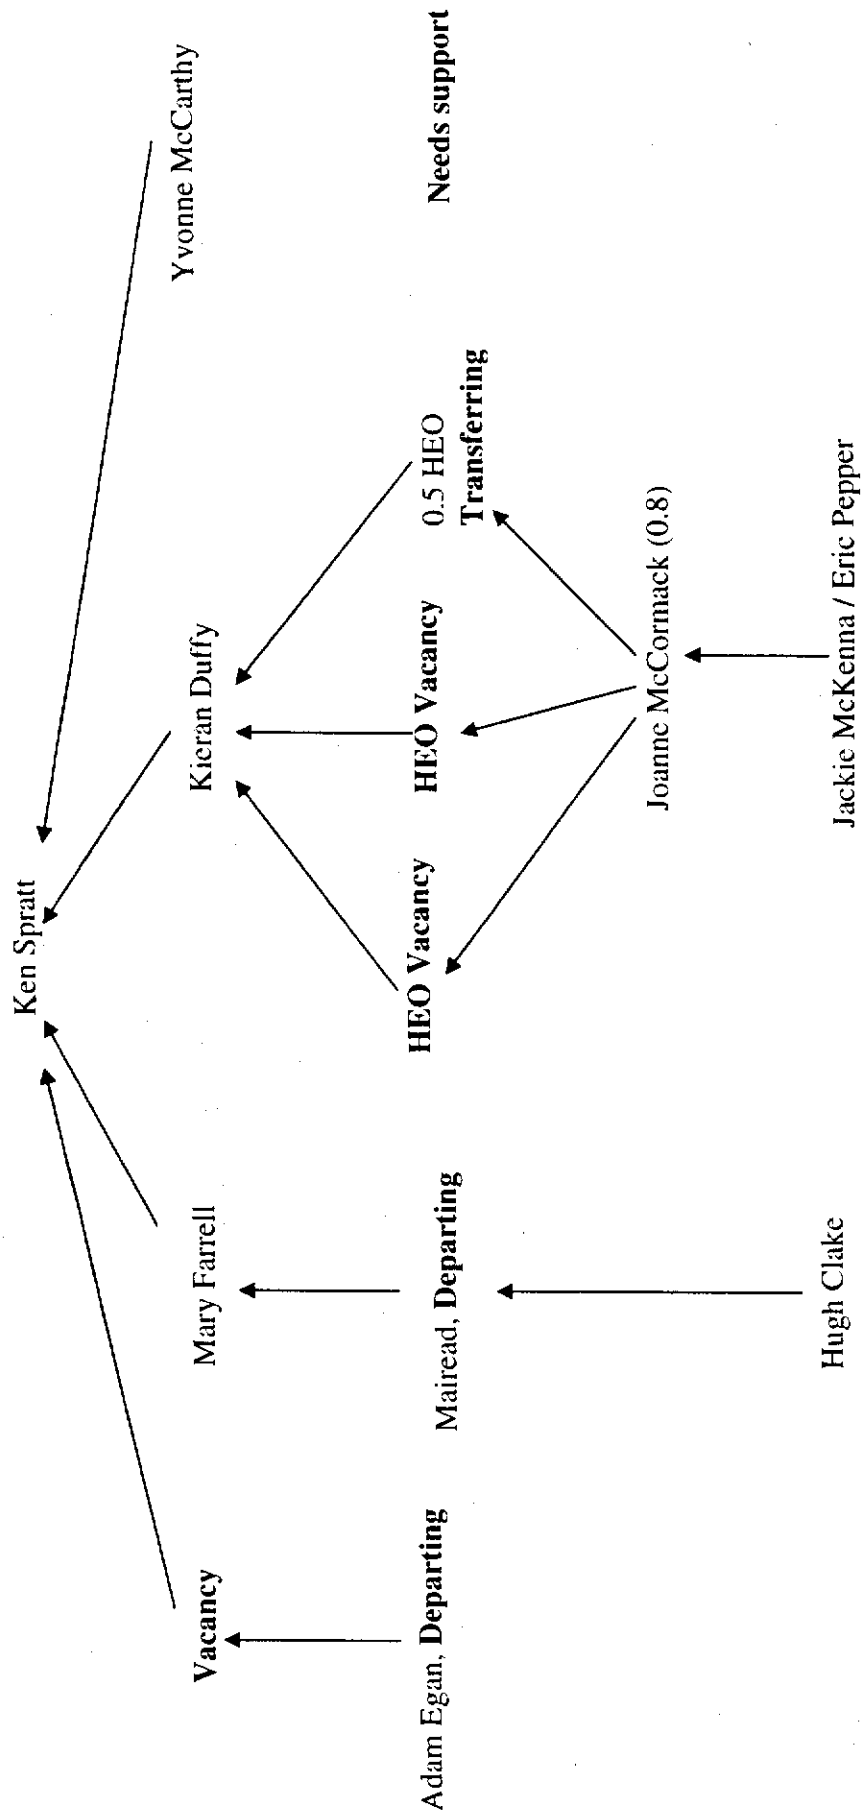 Ken Spratt
Vacancy
Mary Farrell
Kieran Duffy
Yvonne McCarthy
Adam Egan, Departing
Mairead, Departing
HEO Vacancy
HEO Vacancy
0.5 HEO
Transferring
Needs support
Joanne McCormack (0.8)
Hugh Clake
Jackie McKenna / Eric Pepper